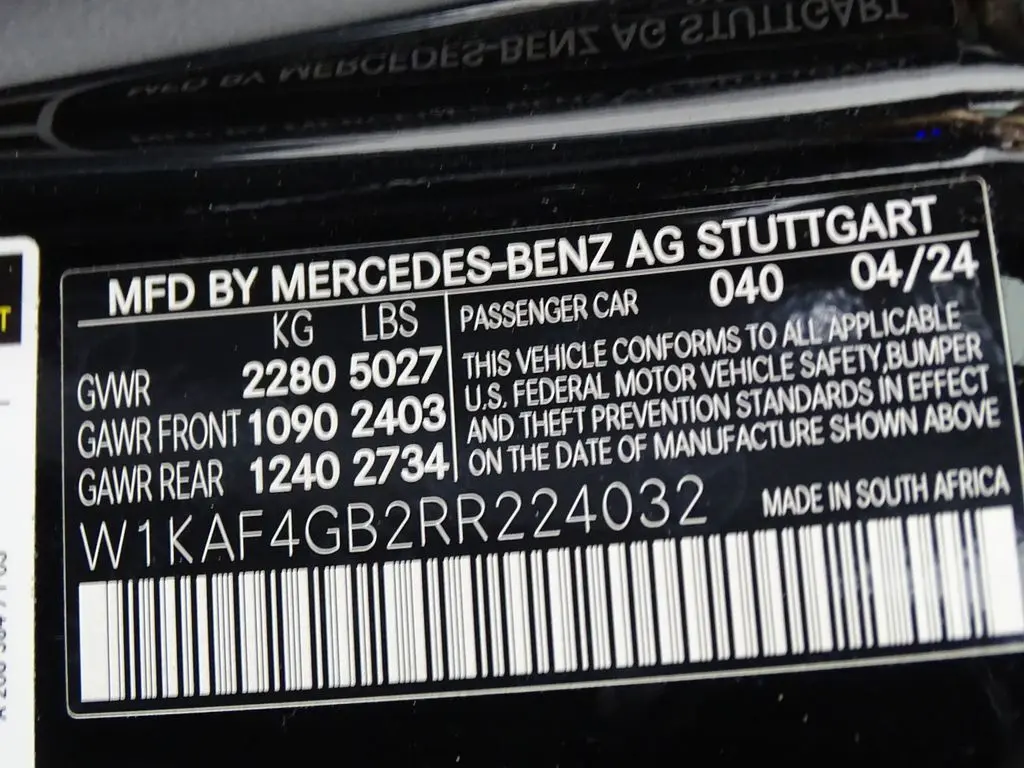 MFD BY MERCEDES-BENZ AG STUTTGART
KG LBS
GVWR 2280 5027
GAWR FRONT 1090 2403
GAWR REAR 1240 2734
PASSENGER CAR 040 04/24
THIS VEHICLE CONFORMS TO ALL APPLICABLE
U.S. FEDERAL MOTOR VEHICLE SAFETY,BUMPER
AND THEFT PREVENTION STANDARDS IN EFFECT
ON THE DATE OF MANUFACTURE SHOWN ABOVE
W1KAF4GB2RR224032
MADE IN SOUTH AFRICA